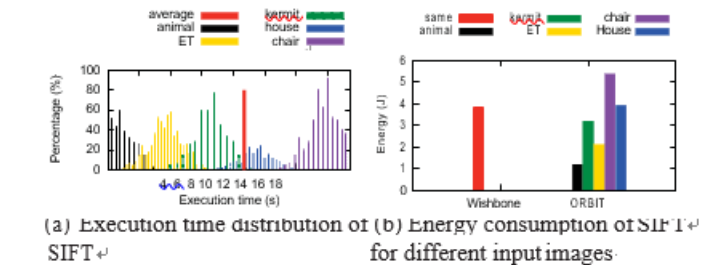 average kermit
animal house
ET chair
100
80
60
40
20
0
Percentage (%)
4 6 8 10 12 14 16 18
Execution time (s)
same kermit chair
animal ET House
6
5
4
3
2
1
0
Energy (J)
Wishbone ORBIT
(a) Execution time distribution of (b) Energy consumption of SIFT↵
SIFT↵ for different input images